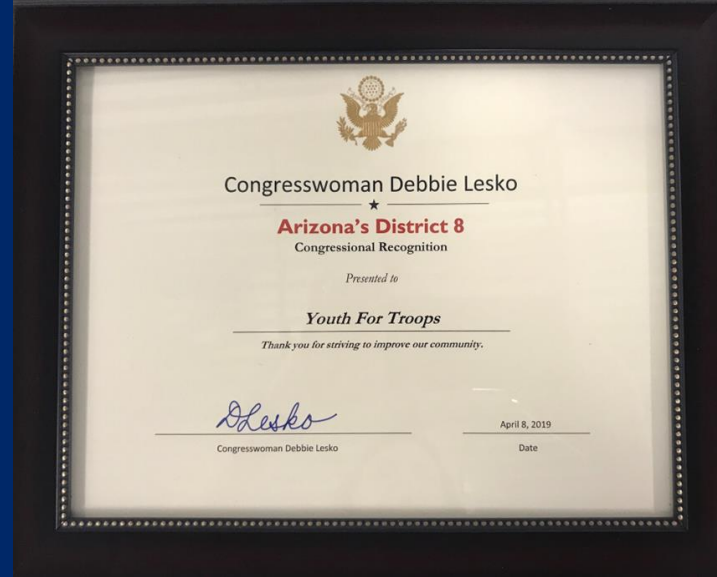 Congresswoman Debbie Lesko
Arizona's District 8
Congressional Recognition
Presented to
Youth For Troops
Thank you for striving to improve our community.
DLesko
April 8, 2019
Congresswoman Debbie Lesko
Date